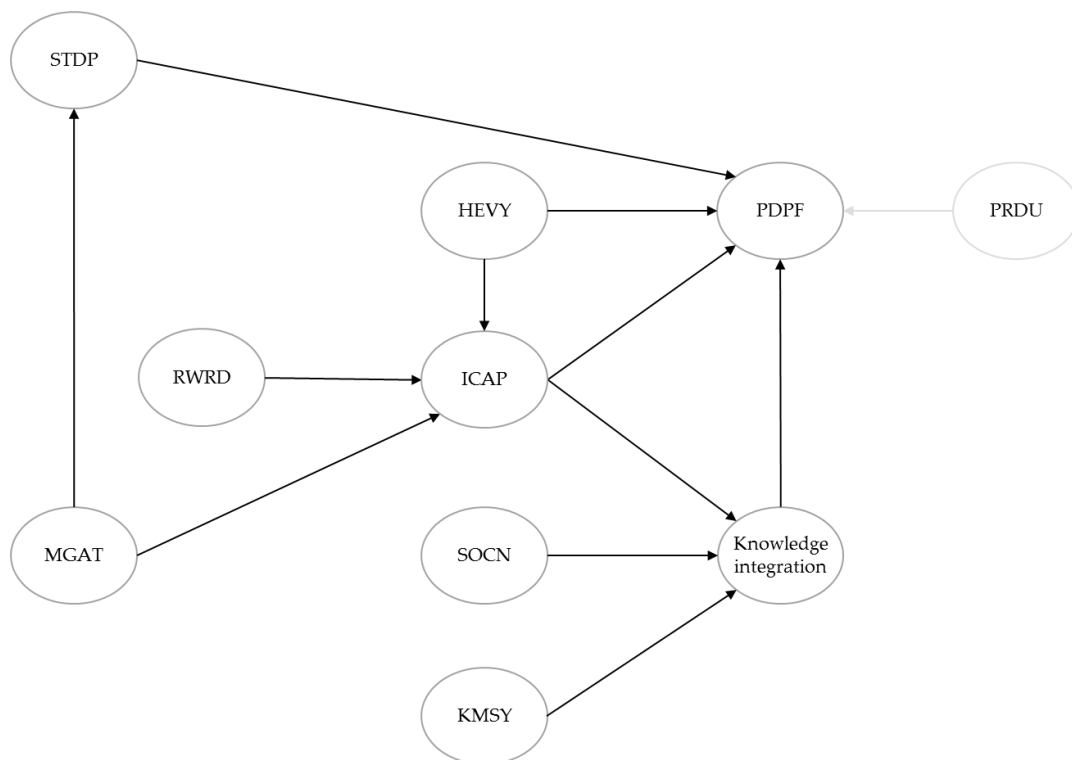 STDP
HEVY
PDPF
PRDU
RWRD
ICAP
MGAT
SOCN
Knowledge
integration
KMSY